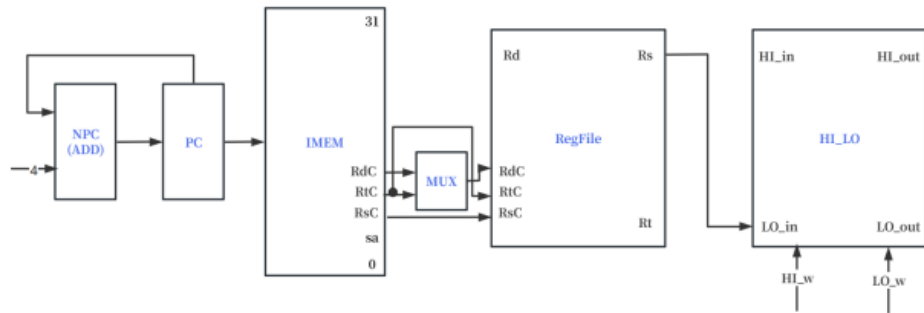 31
Rd
Rs
HI_in
HI_out
NPC
(ADD)
PC
IMEM
RegFile
HI_LO
4
RdC
MUX
RdC
RtC
RtC
RsC
RsC
sa
Rt
LO_in
LO_out
0
HI_w
LO_w